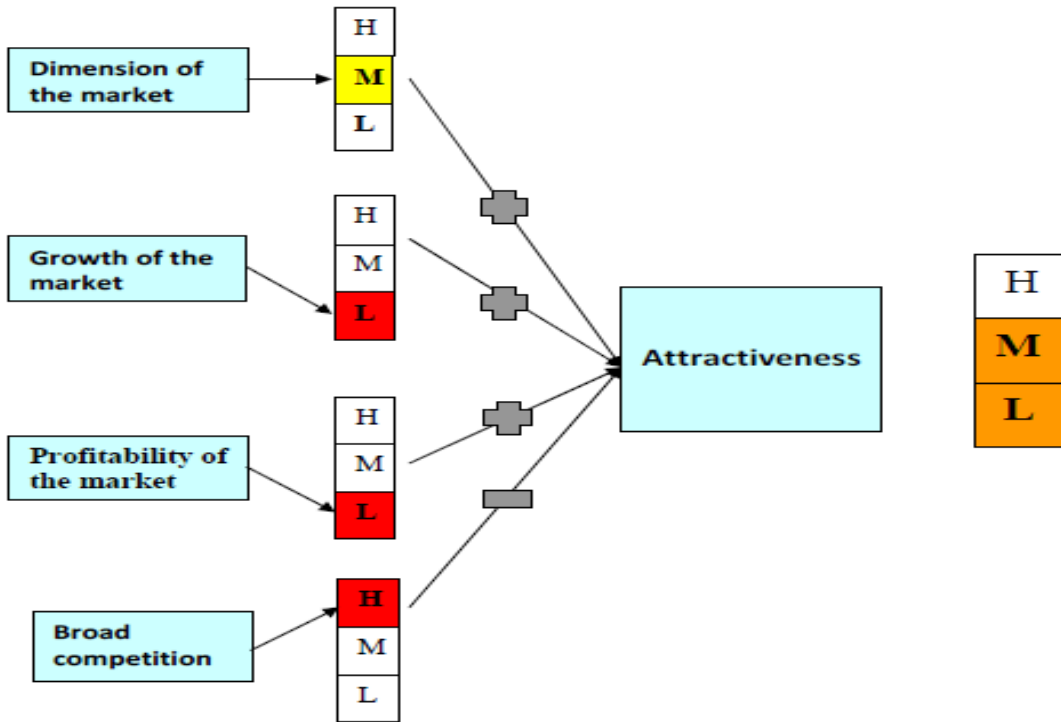 H
Dimension of
the market
M
L
H
Growth of the
market
M
L
H
Profitability of
the market
M
L
H
Broad
competition
M
L
Attractiveness
H
M
L